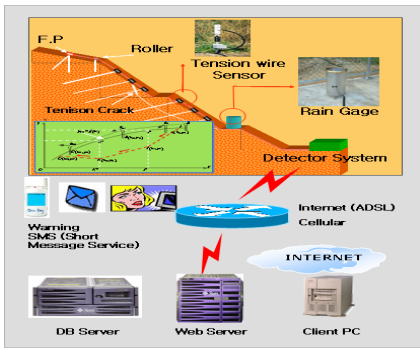 F.P
Roller
Tension wire
Sensor
Rain Gage
Tenison Crack
Detector System
Warning
SMS (Short
Message Service)
Internet (ADSL)
Cellular
INTERNET
DB Server
Web Server
Client PC